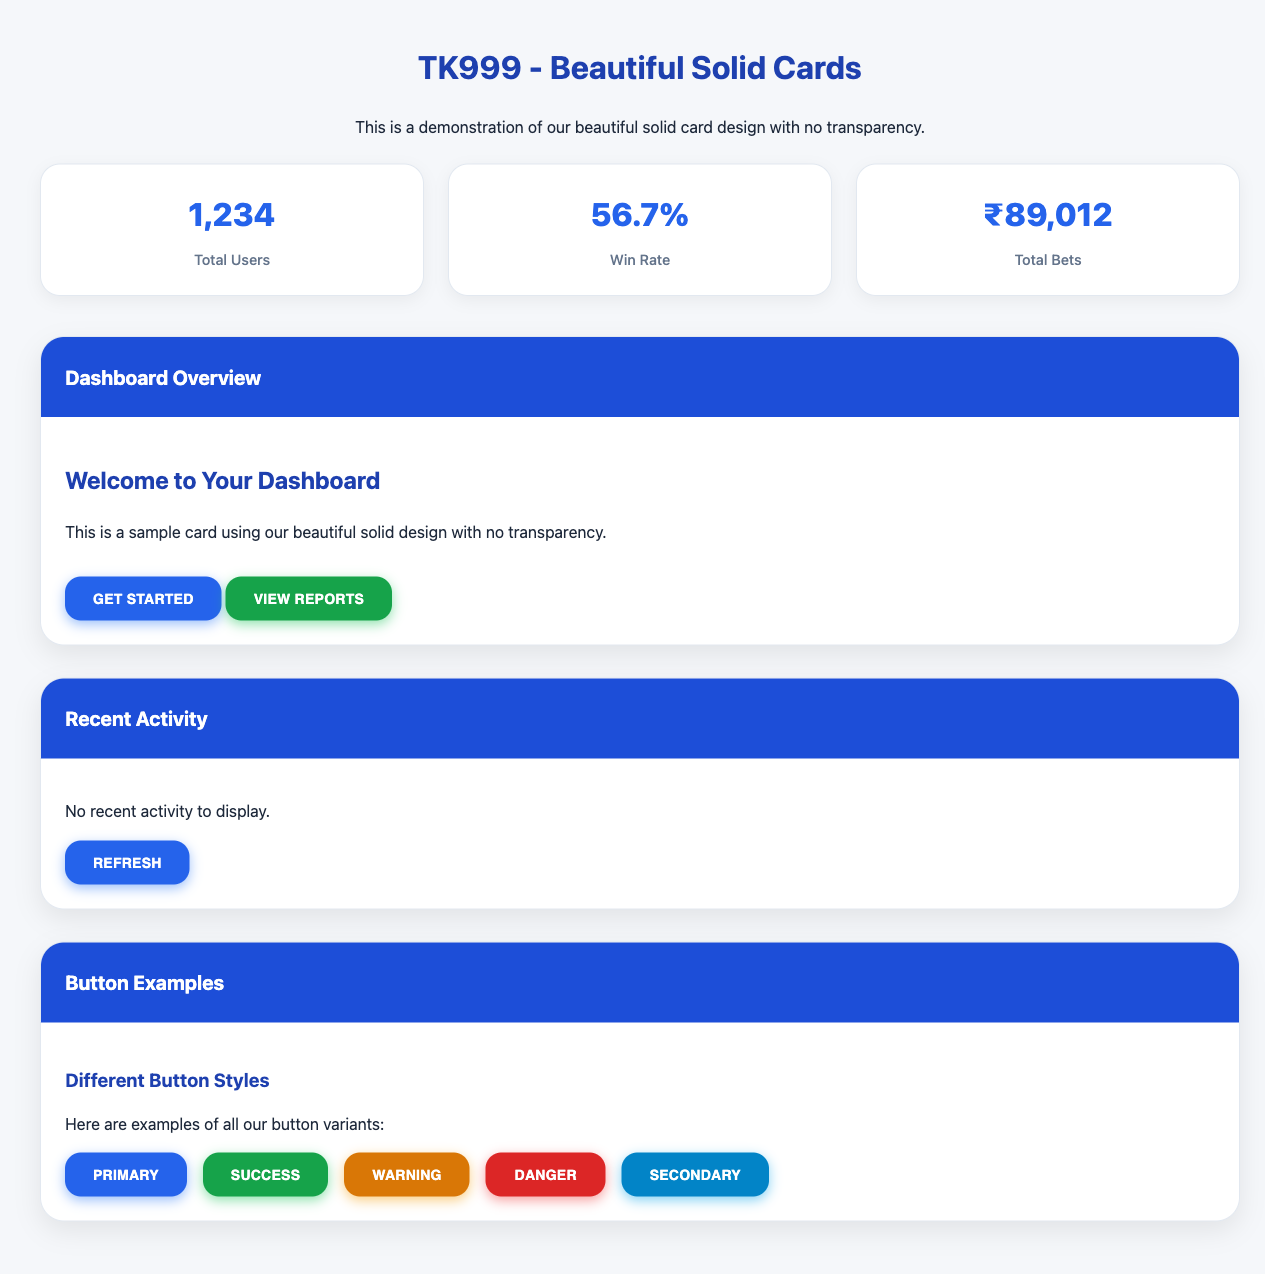 TK999 - Beautiful Solid Cards
This is a demonstration of our beautiful solid card design with no transparency.
1,234
Total Users
56.7%
Win Rate
₹89,012
Total Bets
Dashboard Overview
Welcome to Your Dashboard
This is a sample card using our beautiful solid design with no transparency.
GET STARTED VIEW REPORTS
Recent Activity
No recent activity to display.
REFRESH
Button Examples
Different Button Styles
Here are examples of all our button variants:
PRIMARY SUCCESS WARNING DANGER SECONDARY